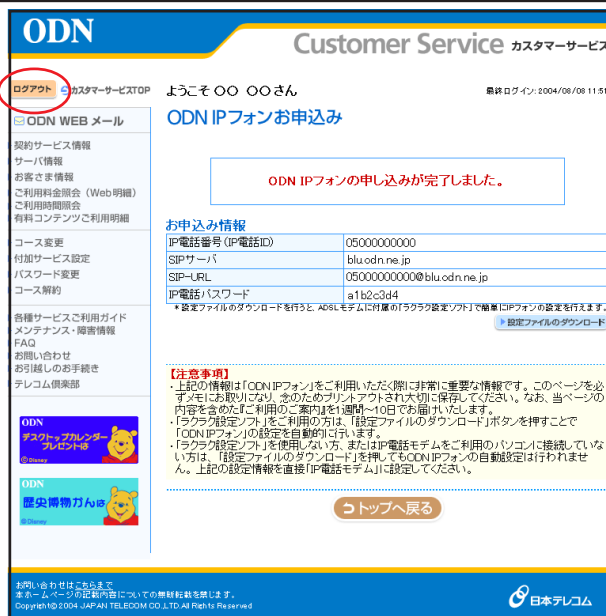 ODN
Customer Service カスタマーサービス
ログアウト
カスタマーサービスTOP
ようこそ〇〇 〇〇さん
最終ログイン:2004/08/08 11:51
ODN WEB メール
ODN IPフォンお申込み
契約サービス情報
サーバ情報
お客さま情報
ご利用料金照会(Web明細)
ご利用時間照会
有料コンテンツご利用明細
コース変更
付加サービス設定
パスワード変更
コース解約
各種サービスご利用ガイド
メンテナンス・障害情報
FAQ
お問い合わせ
お引越しのお手続き
テレコム倶楽部
ODN
デスクトップカレンダー
プレゼントは
©Disney
ODN
歴史博物がんは
©Disney
ODN IPフォンの申し込みが完了しました。
お申込み情報
IP電話番号(IP電話ID) 05000000000
SIPサーバ blu.odn.ne.jp
SIP-URL 05000000000@blu.odn.ne.jp
IP電話パスワード a1b2c3d4
*設定ファイルのダウンロードを行うと、ADSLモデムに付属の「ラクラク設定ソフト」で簡単にIPフォンの設定を行えます。
設定ファイルのダウンロード
【注意事項】
・上記の情報は「ODN IPフォン」をご利用いただく際に非常に重要な情報です。このページを必
ずメモにお取りになり、念のためプリントアウトされ大切に保存してください。なお、当ページの
内容を含めた『ご利用のご案内』を1週間~10日でお届けいたします。
・「ラクラク設定ソフト」をご利用の方は、「設定ファイルのダウンロード」ボタンを押すことで
「ODN IPフォン」の設定を自動的に行います。
・「ラクラク設定ソフト」を使用しない方、またはIP電話モデムをご利用のパソコンに接続していな
い方は、「設定ファイルのダウンロード」を押してもODN IPフォンの自動設定は行われませ
ん。上記の設定情報を直接「IP電話モデム」に設定してください。
トップへ戻る
お問い合わせはこちらまで
本ホームページの記載内容についての無断転載を禁じます。
Copyright© 2004 JAPAN TELECOM CO.,LTD.All Rights Reserved
日本テレコム